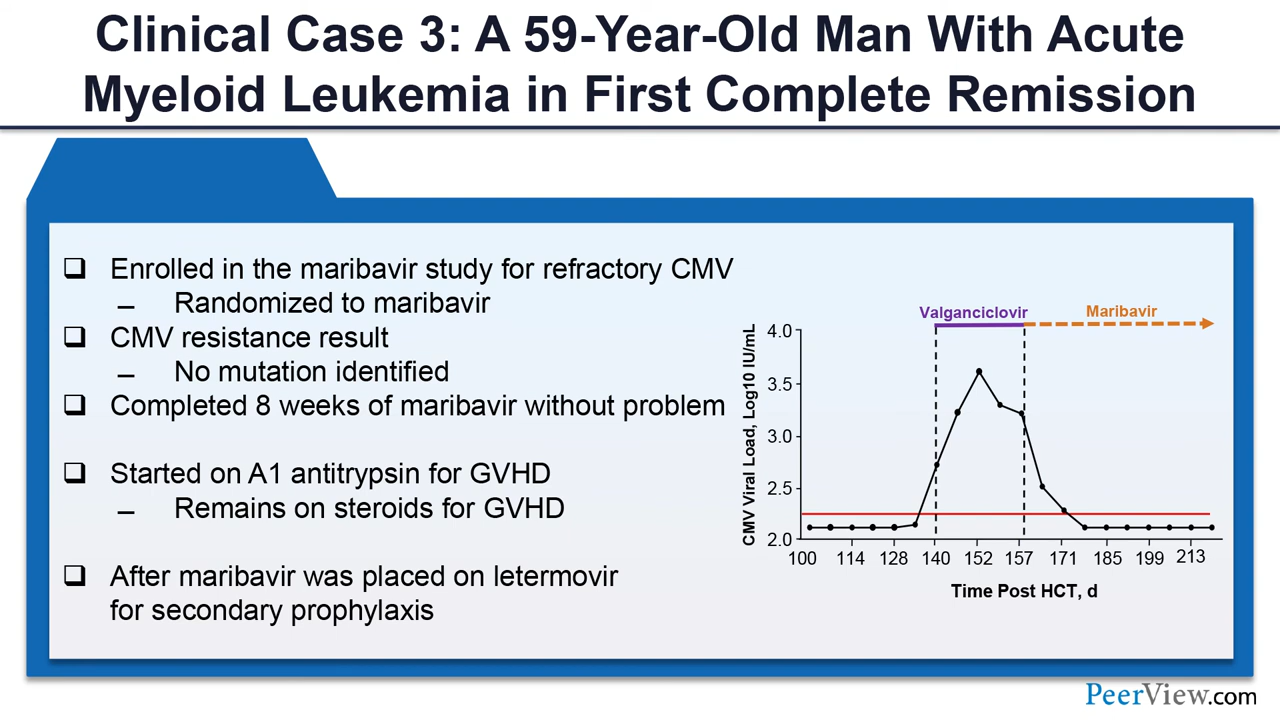 Clinical Case 3: A 59-Year-Old Man With Acute
Myeloid Leukemia in First Complete Remission
❑ Enrolled in the maribavir study for refractory CMV
– Randomized to maribavir
❑ CMV resistance result
– No mutation identified
❑ Completed 8 weeks of maribavir without problem
❑ Started on A1 antitrypsin for GVHD
– Remains on steroids for GVHD
❑ After maribavir was placed on letermovir
for secondary prophylaxis
Valganciclovir
Maribavir
CMV Viral Load, Log10 IU/mL
4.0
3.5
3.0
2.5
2.0
100 114 128 140 152 157 171 185 199 213
Time Post HCT, d
PeerView.com